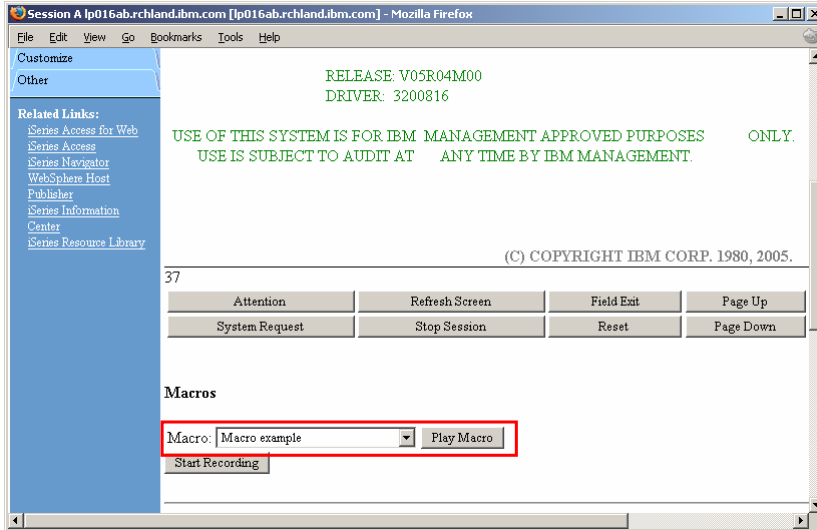 Session A lp016ab.rchland.ibm.com [lp016ab.rchland.ibm.com] - Mozilla Firefox
File Edit View Go Bookmarks Tools Help
Customize
Other
Related Links:
iSeries Access for Web
iSeries Access
iSeries Navigator
WebSphere Host
Publisher
iSeries Information
Center
iSeries Resource Library
RELEASE: V05R04M00
DRIVER: 3200816
USE OF THIS SYSTEM IS FOR IBM MANAGEMENT APPROVED PURPOSES ONLY.
USE IS SUBJECT TO AUDIT AT ANY TIME BY IBM MANAGEMENT.
(C) COPYRIGHT IBM CORP. 1980, 2005.
37
Attention Refresh Screen Field Exit Page Up
System Request Stop Session Reset Page Down
Macros
Macro: Macro example Play Macro
Start Recording